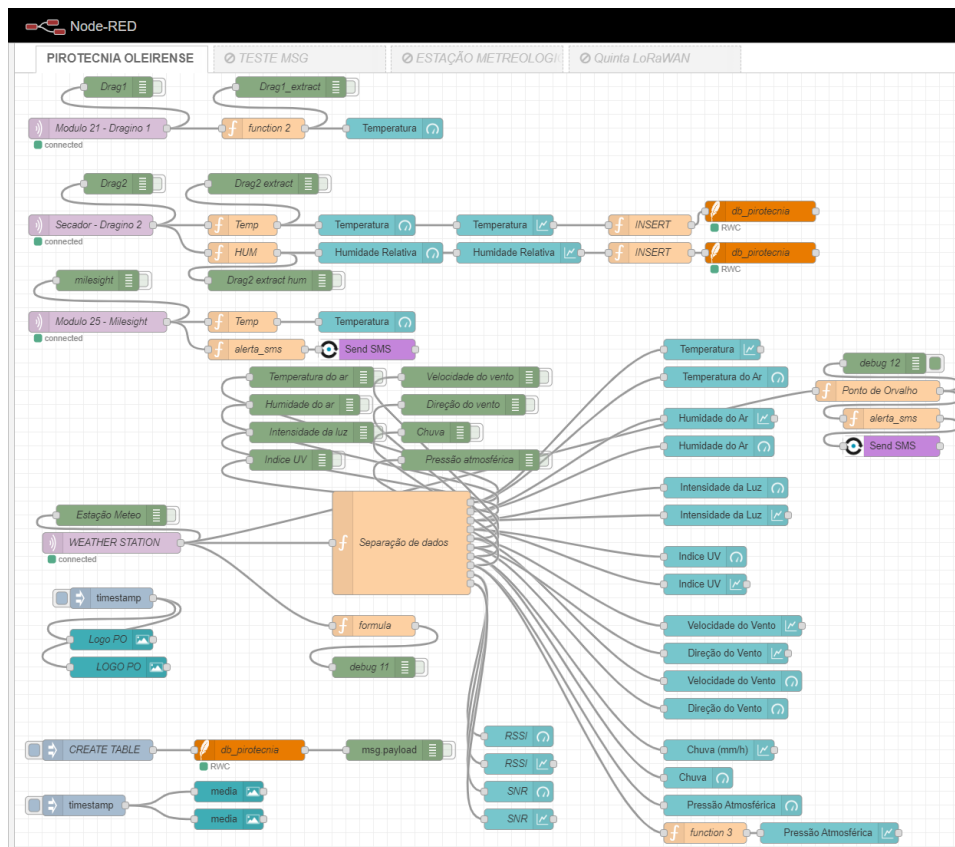 Node-RED
PIROTECNIA OLEIRENSE
TESTE MSG
ESTAÇÃO METREOLOGIC
Quinta LoRaWAN
Drag1
Drag1_extract
Modulo 21 - Dragino 1
function 2
Temperatura
connected
Drag2
Drag2 extract
db_pirotecnia
Secador - Dragino 2
Temp
Temperatura
Temperatura
INSERT
RWC
connected
HUM
Humidade Relativa
Humidade Relativa
INSERT
db_pirotecnia
RWC
milesight
Drag2 extract hum
Modulo 25 - Milesight
Temp
Temperatura
connected
alerta_sms
Send SMS
Temperatura
debug 12
Temperatura do ar
Velocidade do vento
Temperatura do Ar
Ponto de Orvalho
Humidade do ar
Direção do vento
Humidade do Ar
alerta_sms
Intensidade da luz
Chuva
Humidade do Ar
Send SMS
Indice UV
Pressão atmosférica
Intensidade da Luz
Estação Meteo
Intensidade da Luz
WEATHER STATION
Separação de dados
connected
Indice UV
Indice UV
timestamp
formula
Velocidade do Vento
Logo PO
Direção do Vento
LOGO PO
debug 11
Velocidade do Vento
Direção do Vento
RSSI
CREATE TABLE
db_pirotecnia
msg.payload
Chuva (mm/h)
RWC
RSSI
Chuva
timestamp
media
SNR
Pressão Atmosférica
media
SNR
function 3
Pressão Atmosférica